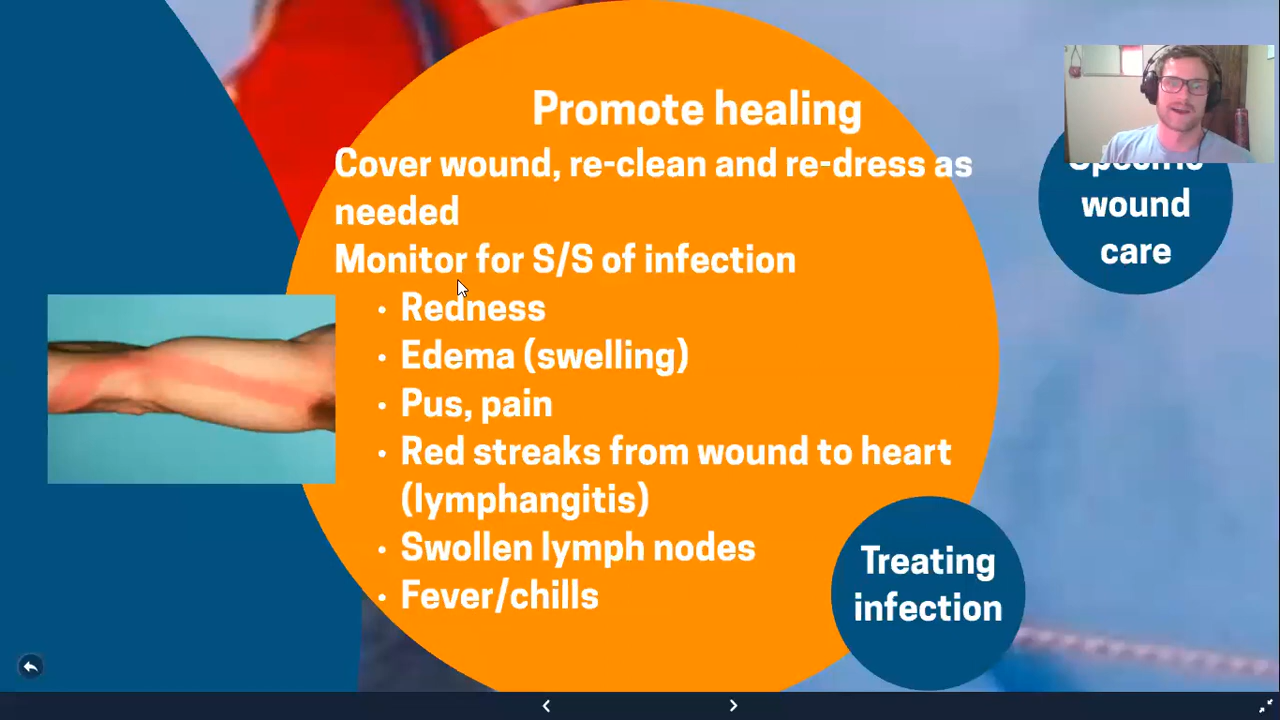 Promote healing
Cover wound, re-clean and re-dress as
needed
Monitor for S/S of infection
• Redness
• Edema (swelling)
• Pus, pain
• Red streaks from wound to heart
(lymphangitis)
• Swollen lymph nodes
• Fever/chills
Specific
wound
care
Treating
infection